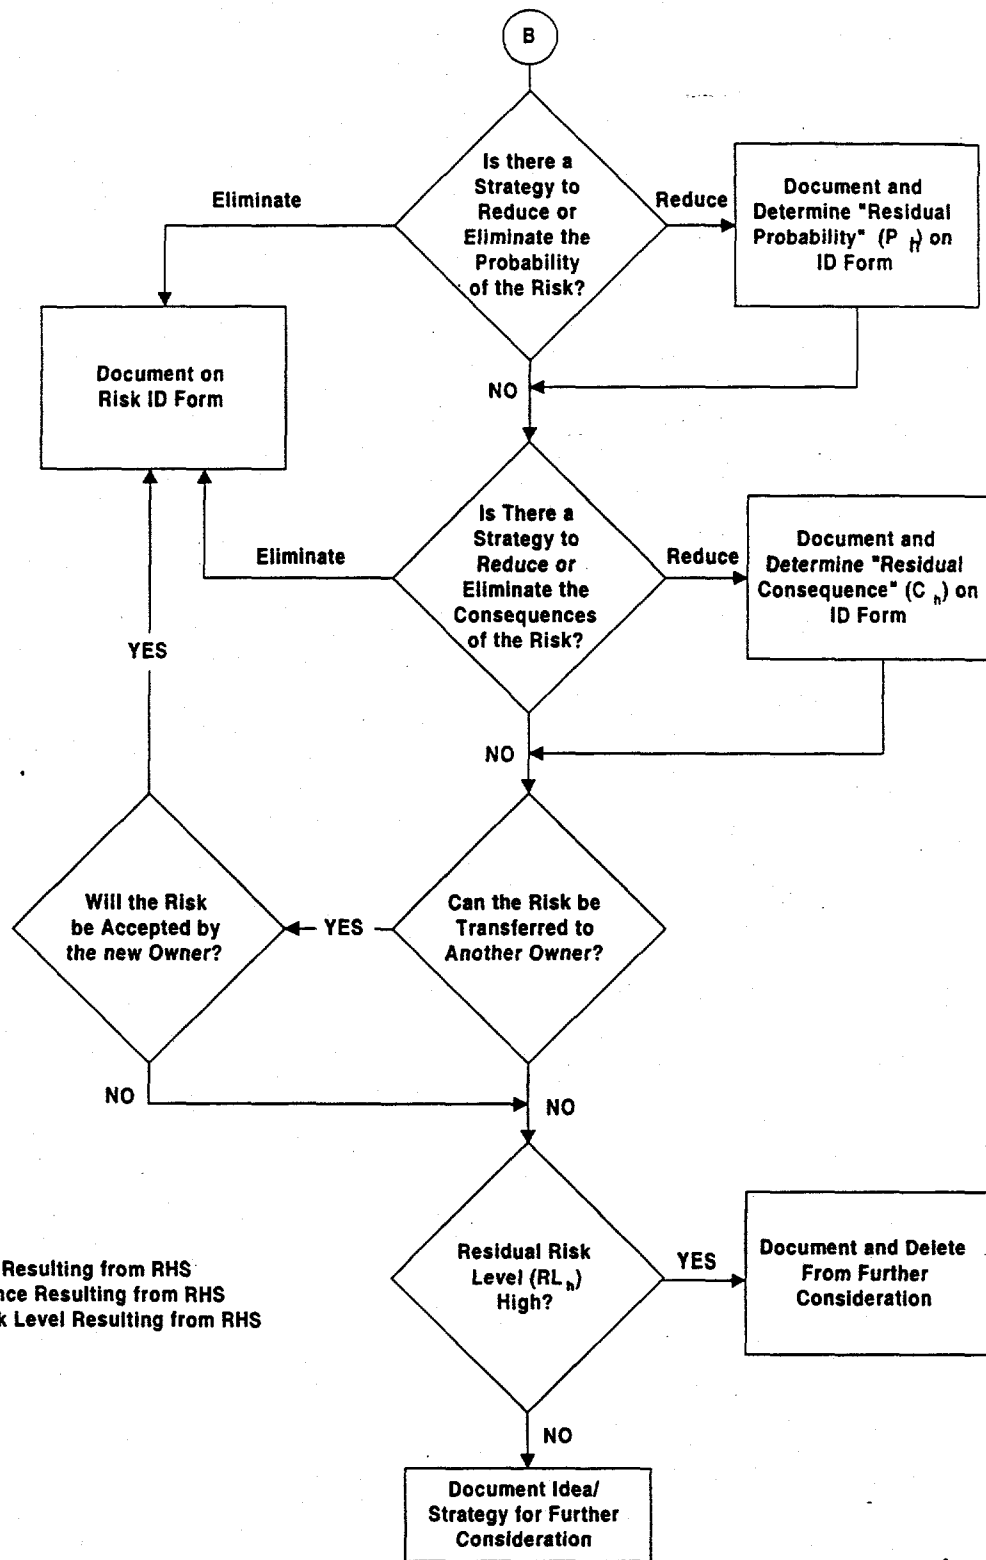 B
Is there a
Strategy to
Reduce or
Eliminate the
Probability
of the Risk?
Eliminate
Reduce
Document and
Determine "Residual
Probability" (P h) on
ID Form
Document on
Risk ID Form
NO
Is There a
Strategy to
Reduce or
Eliminate the
Consequences
of the Risk?
Eliminate
Reduce
Document and
Determine "Residual
Consequence" (C h) on
ID Form
YES
NO
Will the Risk
be Accepted by
the new Owner?
YES
Can the Risk be
Transferred to
Another Owner?
NO
NO
Residual Risk
Level (RL h)
High?
YES
Document and Delete
From Further
Consideration
Resulting from RHS
nce Resulting from RHS
k Level Resulting from RHS
NO
Document Idea/
Strategy for Further
Consideration